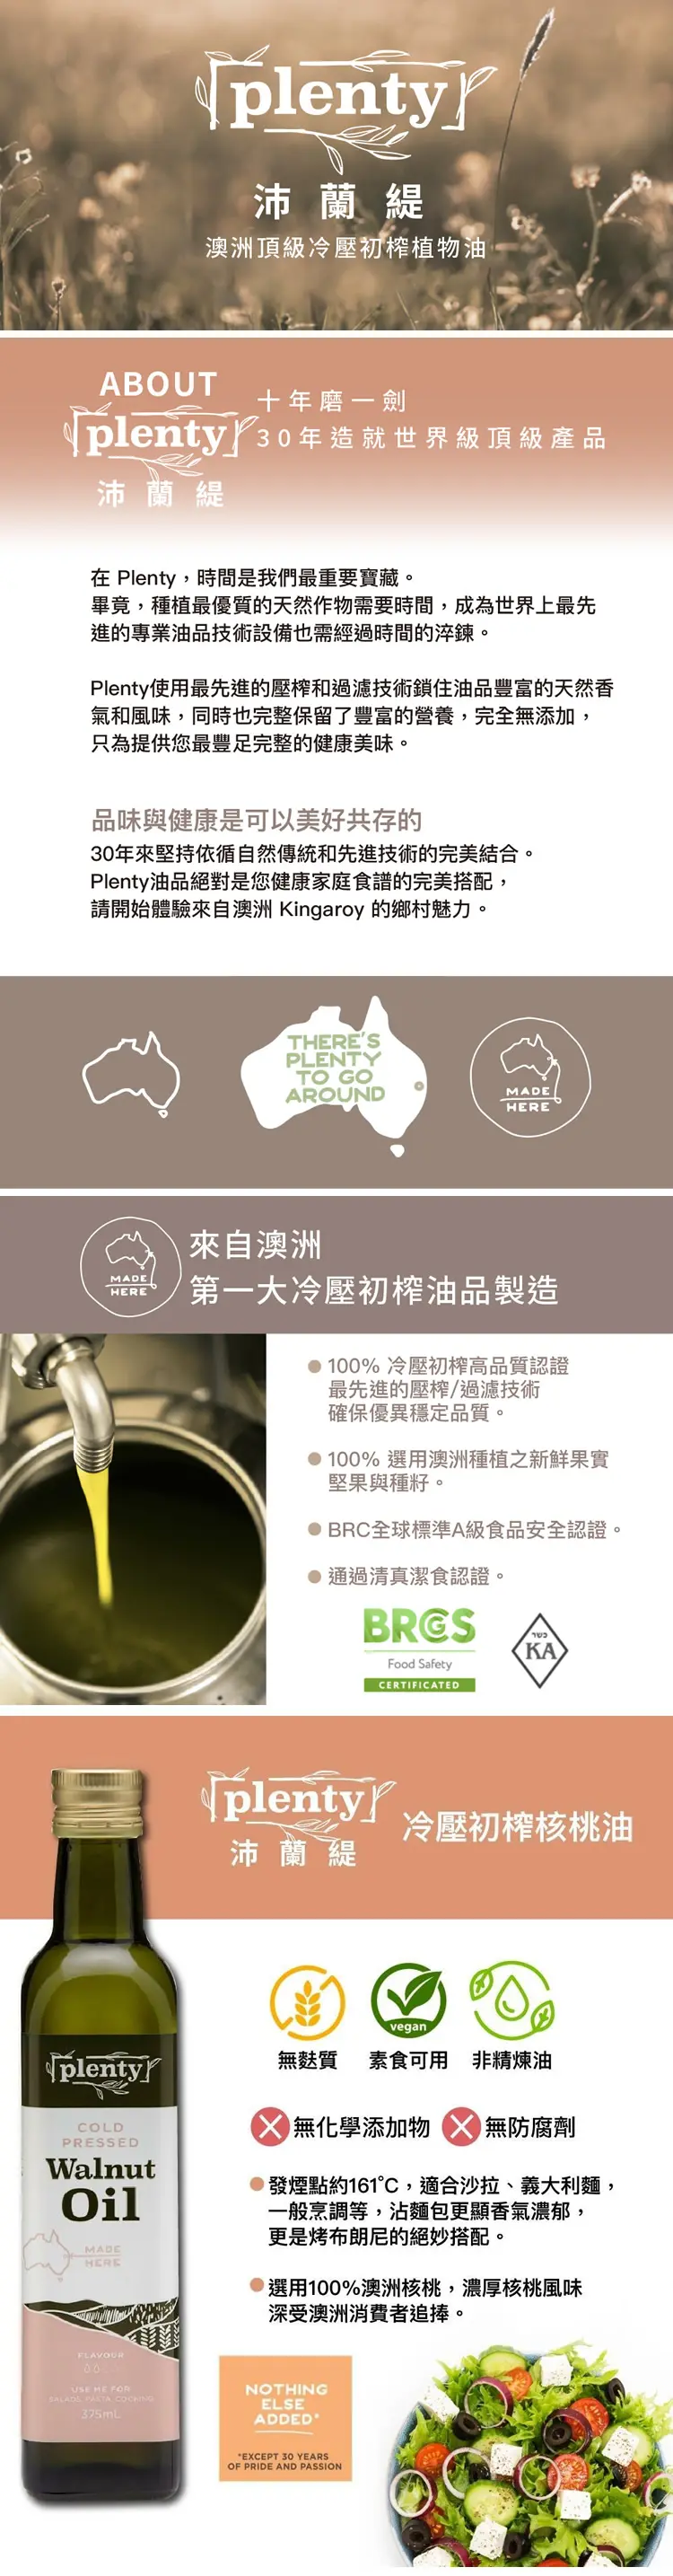 plenty
沛蘭緹
澳洲頂級冷壓初榨植物油
ABOUT
plenty
沛蘭緹
十年磨一劍
30年造就世界級頂級產品
在 Plenty，時間是我們最重要寶藏。
畢竟，種植最優質的天然作物需要時間，成為世界上最先
進的專業油品技術設備也需經過時間的淬鍊。
Plenty使用最先進的壓榨和過濾技術鎖住油品豐富的天然香
氣和風味，同時也完整保留了豐富的營養，完全無添加，
只為提供您最豐足完整的健康美味。
品味與健康是可以美好共存的
30年來堅持依循自然傳統和先進技術的完美結合。
Plenty油品絕對是您健康家庭食譜的完美搭配，
請開始體驗來自澳洲 Kingaroy 的鄉村魅力。
THERE'S
PLENTY
TO GO
AROUND
MADE
HERE
MADE
HERE
來自澳洲
第一大冷壓初榨油品製造
100% 冷壓初榨高品質認證
最先進的壓榨/過濾技術
確保優異穩定品質。
100% 選用澳洲種植之新鮮果實
堅果與種籽。
BRC全球標準A級食品安全認證。
通過清真潔食認證。
BRCGS
Food Safety
CERTIFICATED
כשר
KA
plenty
沛蘭緹
冷壓初榨核桃油
vegan
無麩質
素食可用
非精煉油
無化學添加物
無防腐劑
發煙點約161°C，適合沙拉、義大利麵，
一般烹調等，沾麵包更顯香氣濃郁，
更是烤布朗尼的絕妙搭配。
選用100%澳洲核桃，濃厚核桃風味
深受澳洲消費者追捧。
plenty
COLD
PRESSED
Walnut
Oil
MADE
HERE
FLAVOUR
USE ME FOR
SALADS, PASTA, COOKING
375mL
NOTHING
ELSE
ADDED*
*EXCEPT 30 YEARS
OF PRIDE AND PASSION